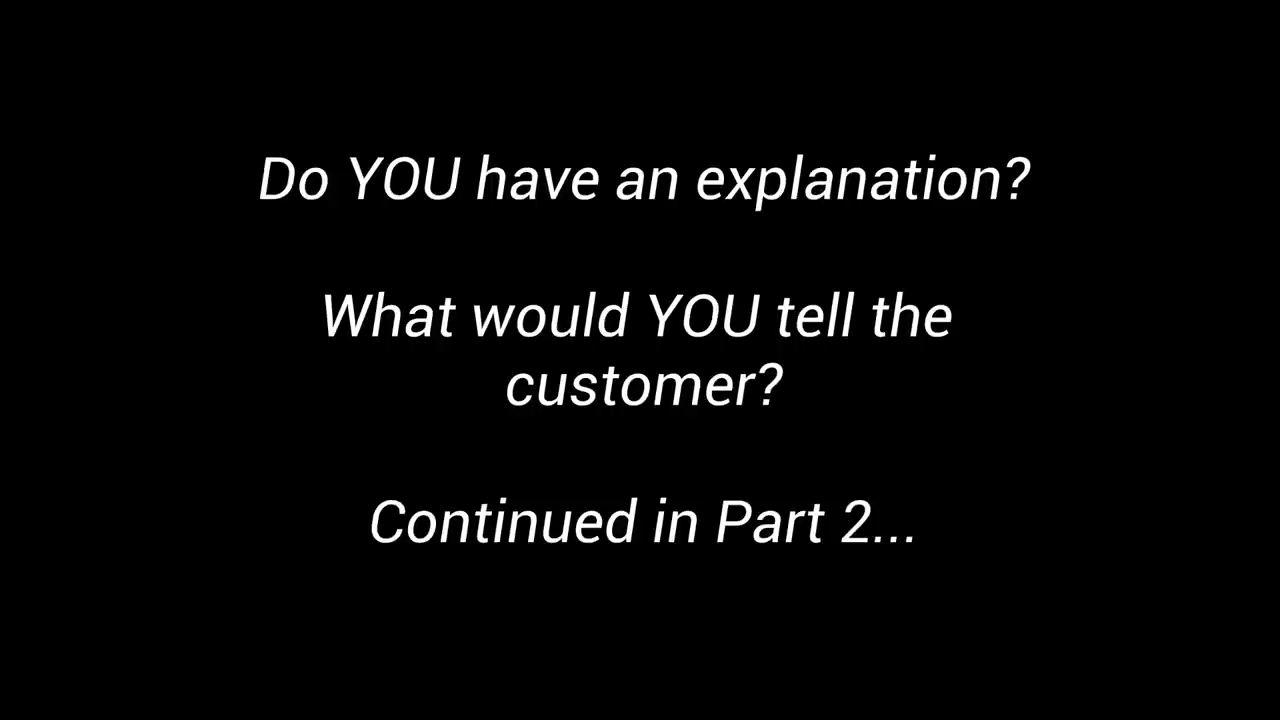 Do YOU have an explanation?
What would YOU tell the
customer?
Continued in Part 2...